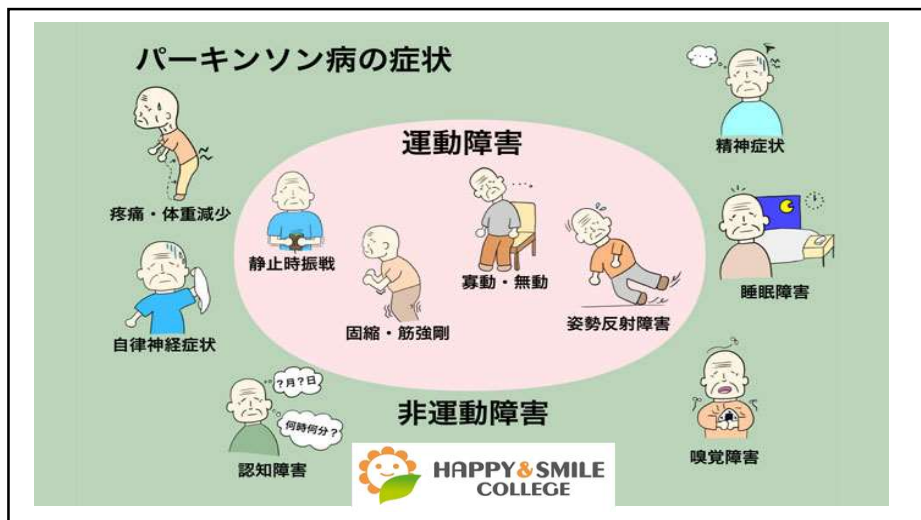 パーキンソン病の症状
運動障害
精神症状
疼痛・体重減少
静止時振戦
寡動・無動
睡眠障害
自律神経症状
固縮・筋強剛
姿勢反射障害
?月?日
何時何分?
非運動障害
認知障害
嗅覚障害
HAPPY&SMILE
COLLEGE